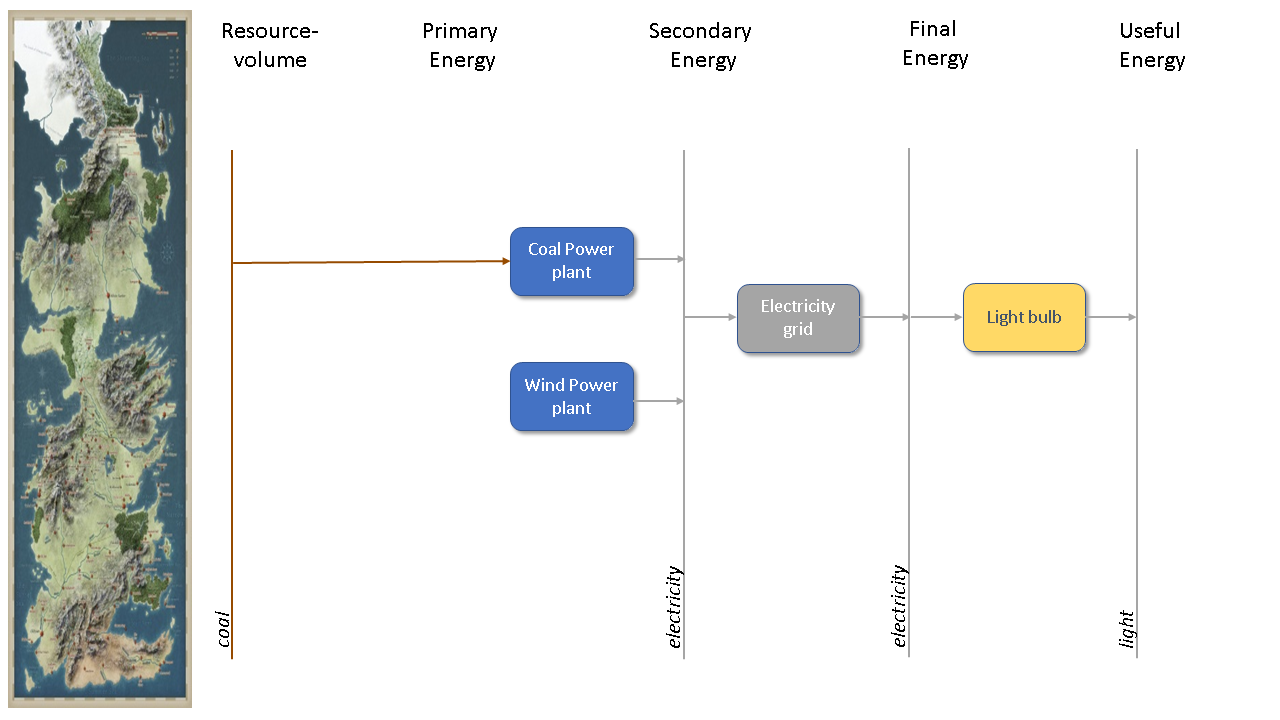 Resource-
volume
Primary
Energy
Secondary
Energy
Final
Energy
Useful
Energy
Coal Power
plant
Wind Power
plant
Electricity
grid
Light bulb
coal
electricity
electricity
light